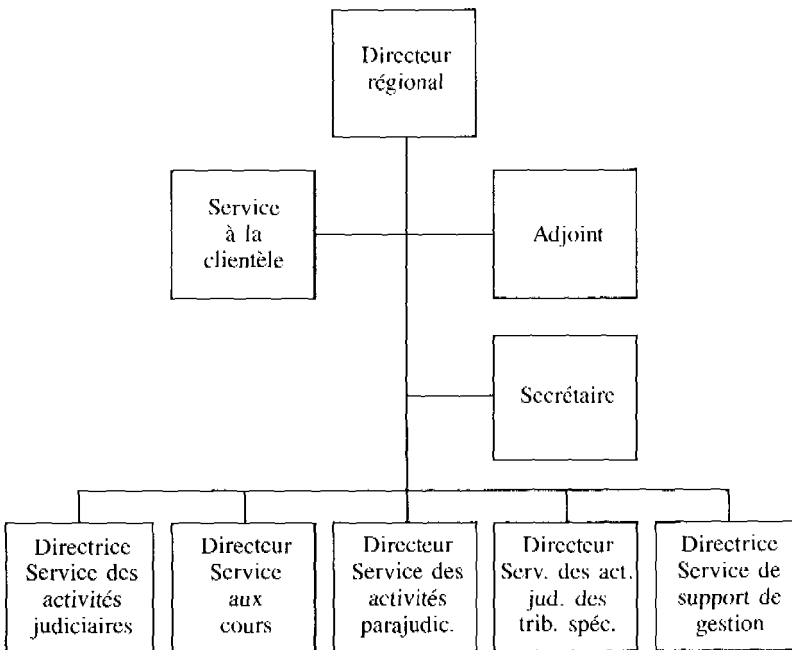 Directeur
régional
Service
à la
clientèle
Adjoint
Secrétaire
Directrice
Service des
activités
judiciaires
Directeur
Service
aux
cours
Directeur
Service des
activités
parajudic.
Directeur
Serv. des act.
jud. des
trib. spéc.
Directrice
Service de
support de
gestion